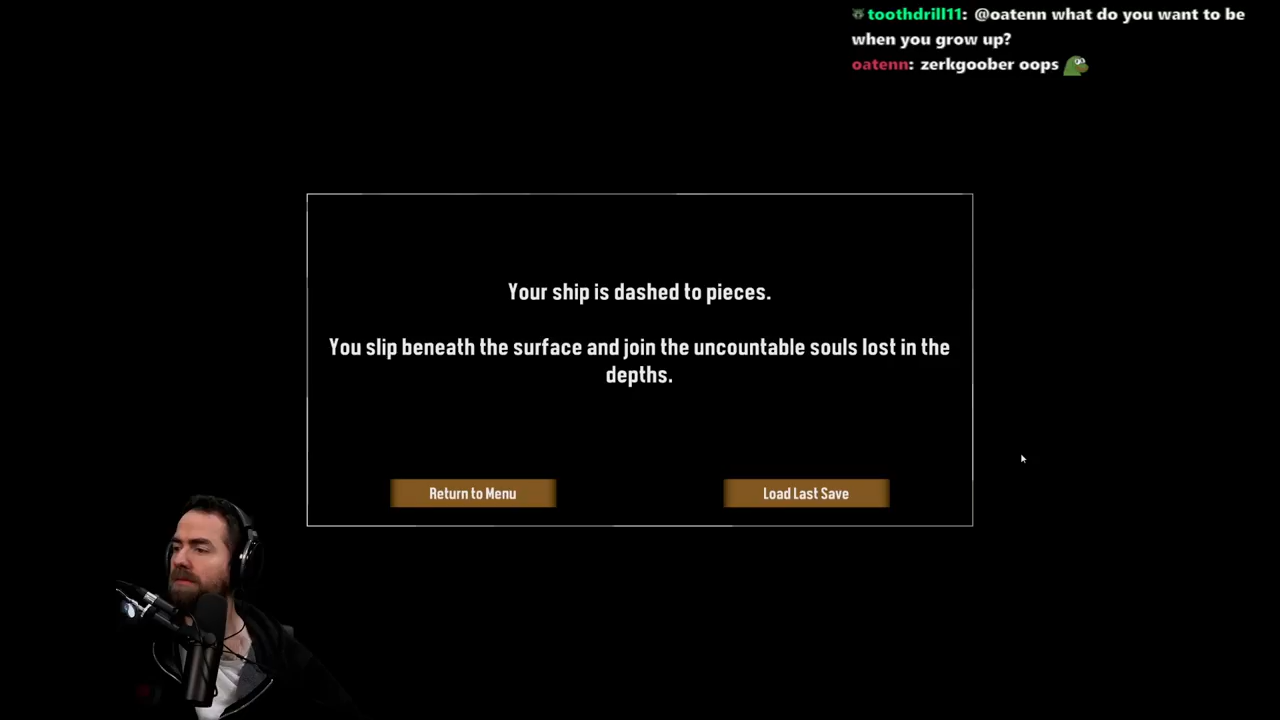 toothdrill11: @oatenn what do you want to be
when you grow up?
oatenn: zerkgoober oops
Your ship is dashed to pieces.
You slip beneath the surface and join the uncountable souls lost in the
depths.
Return to Menu
Load Last Save